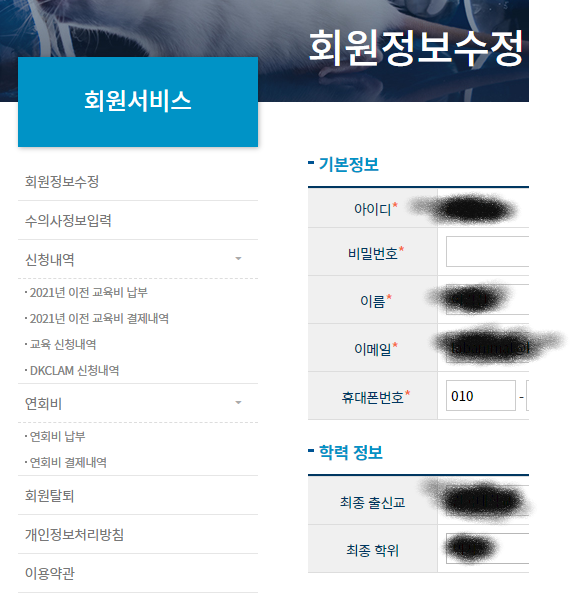 회원정보수정
회원서비스
회원정보수정
수의사정보입력
신청내역
2021년 이전 교육비 납부
2021년 이전 교육비 결제내역
교육 신청내역
DKCLAM 신청내역
연회비
연회비 납부
연회비 결제내역
회원탈퇴
개인정보처리방침
이용약관
기본정보
아이디*
비밀번호*
이름*
이메일*
휴대폰번호* 010 -
학력 정보
최종 출신교
최종 학위